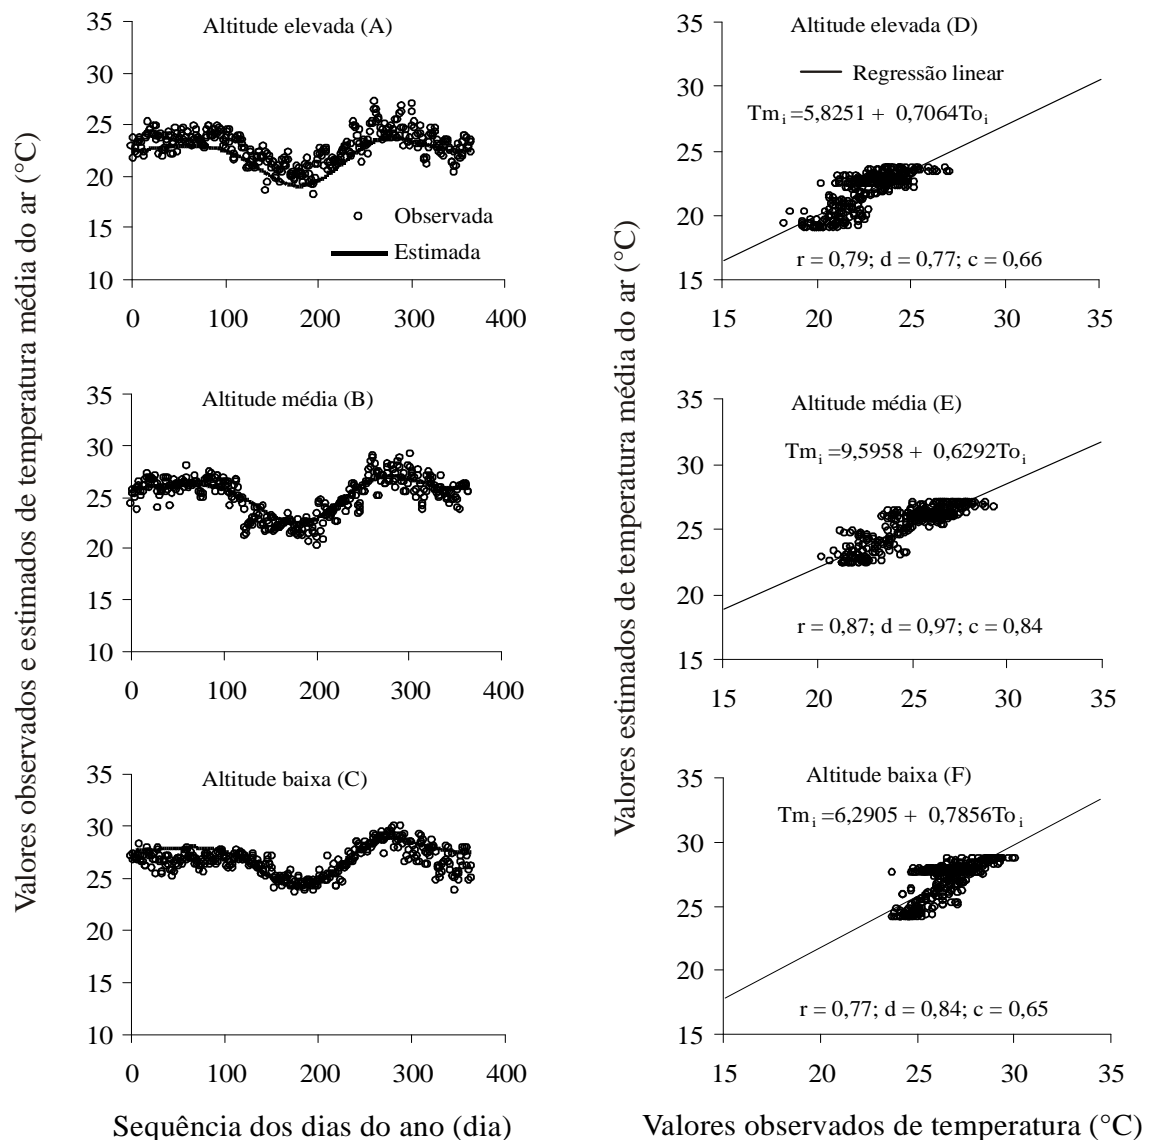 Valores observados e estimados de temperatura média do ar (°C)
Altitude elevada (A)
35
30
25
20
15
10
Observada
Estimada
0 100 200 300 400
Altitude média (B)
35
30
25
20
15
10
0 100 200 300 400
Altitude baixa (C)
35
30
25
20
15
10
0 100 200 300 400
Sequência dos dias do ano (dia)
Valores estimados de temperatura média do ar (°C)
Altitude elevada (D)
Regressão linear
Tm i =5,8251 + 0,7064To i
35
30
25
20
15
r = 0,79; d = 0,77; c = 0,66
15 20 25 30 35
Altitude média (E)
Tm i =9,5958 + 0,6292To i
35
30
25
20
15
r = 0,87; d = 0,97; c = 0,84
15 20 25 30 35
Altitude baixa (F)
Tm i =6,2905 + 0,7856To i
35
30
25
20
15
r = 0,77; d = 0,84; c = 0,65
15 20 25 30 35
Valores observados de temperatura (°C)